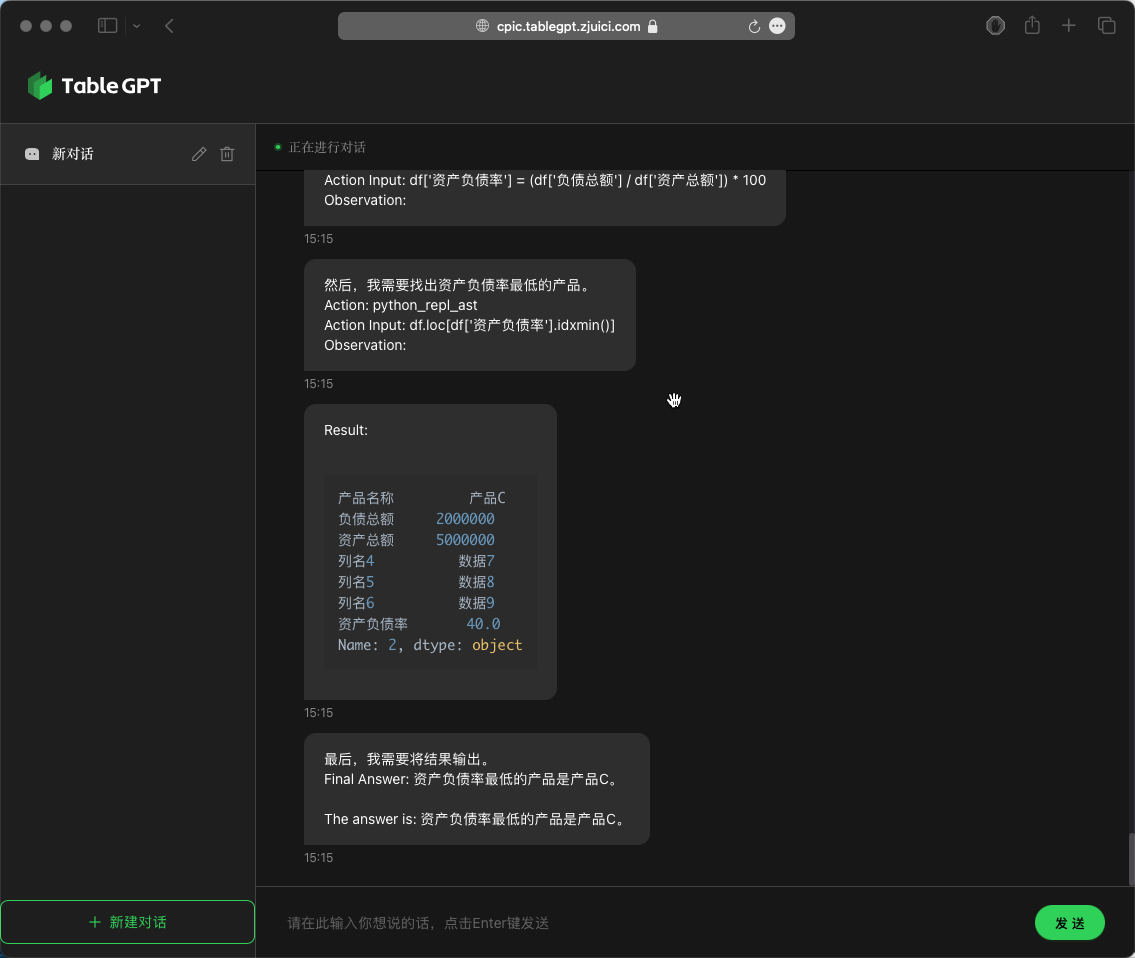 cpic.tablegpt.zjuici.com
TableGPT
新对话
正在进行对话
Action Input: df['资产负债率'] = (df['负债总额'] / df['资产总额']) * 100
Observation:
15:15
然后，我需要找出资产负债率最低的产品。
Action: python_repl_ast
Action Input: df.loc[df['资产负债率'].idxmin()]
Observation:
15:15
Result:
产品名称 产品C
负债总额 2000000
资产总额 5000000
列名4 数据7
列名5 数据8
列名6 数据9
资产负债率 40.0
Name: 2, dtype: object
15:15
最后，我需要将结果输出。
Final Answer: 资产负债率最低的产品是产品C。
The answer is: 资产负债率最低的产品是产品C。
15:15
+ 新建对话
请在此输入你想说的话，点击Enter键发送
发 送